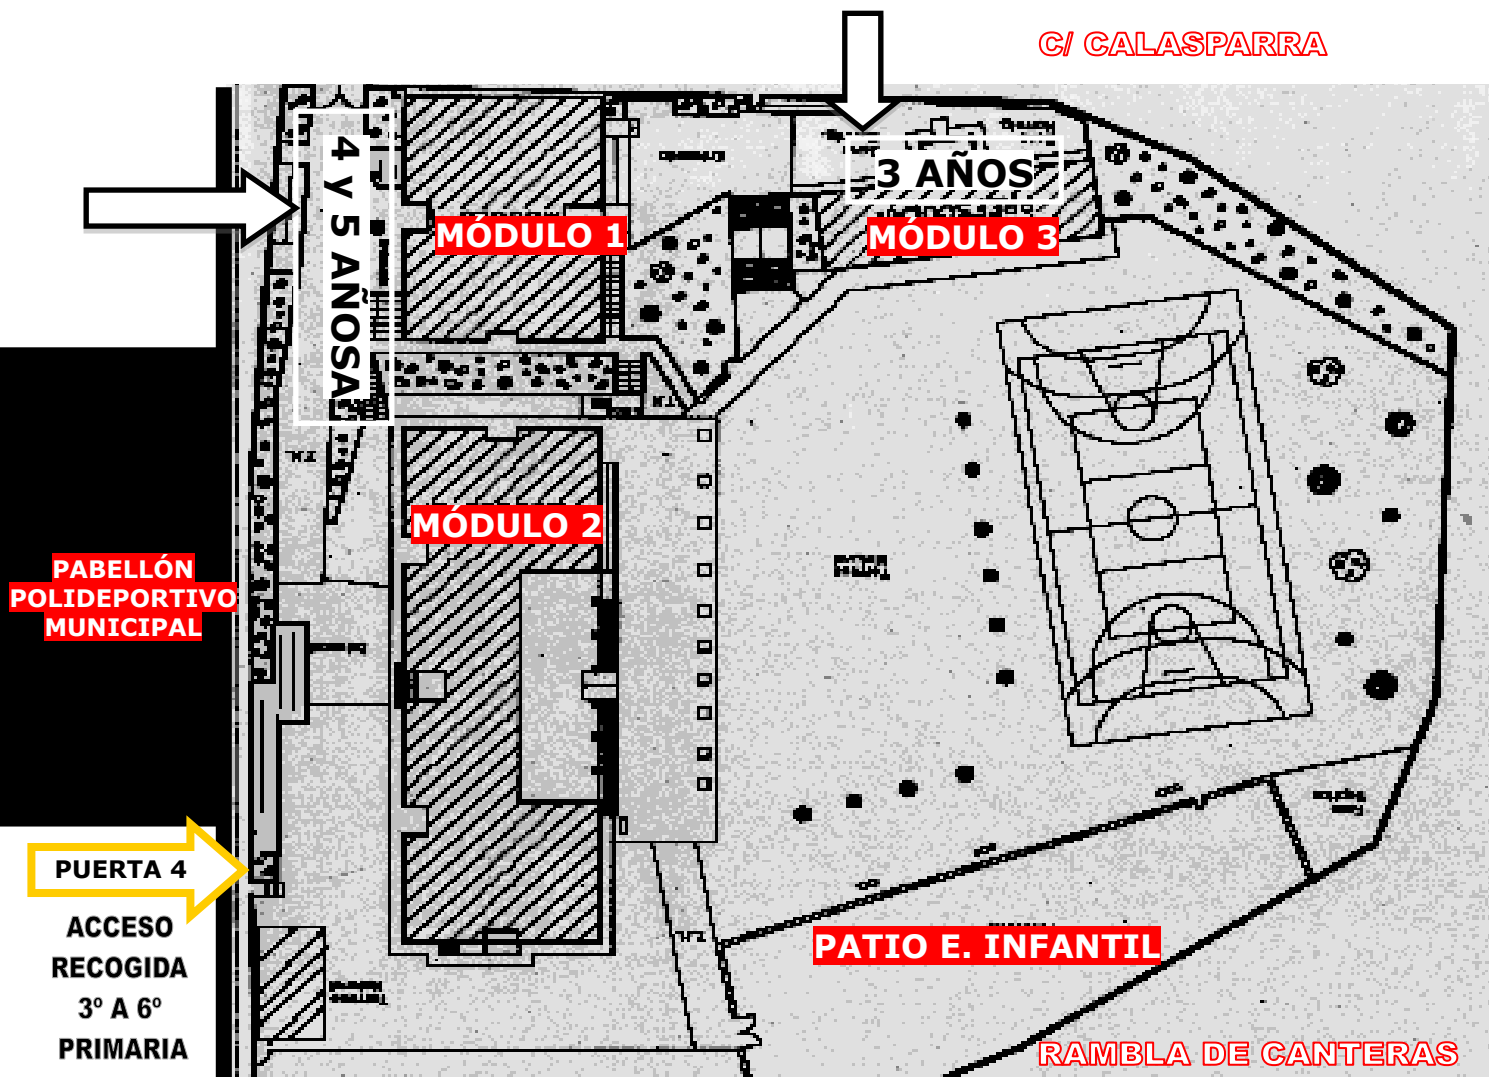 C/ CALASPARRA
4 y 5 AÑOSA
3 AÑOS
MÓDULO 1
MÓDULO 3
MÓDULO 2
PABELLÓN
POLIDEPORTIVO
MUNICIPAL
PUERTA 4
ACCESO
RECOGIDA
3º A 6º
PRIMARIA
PATIO E. INFANTIL
RAMBLA DE CANTERAS